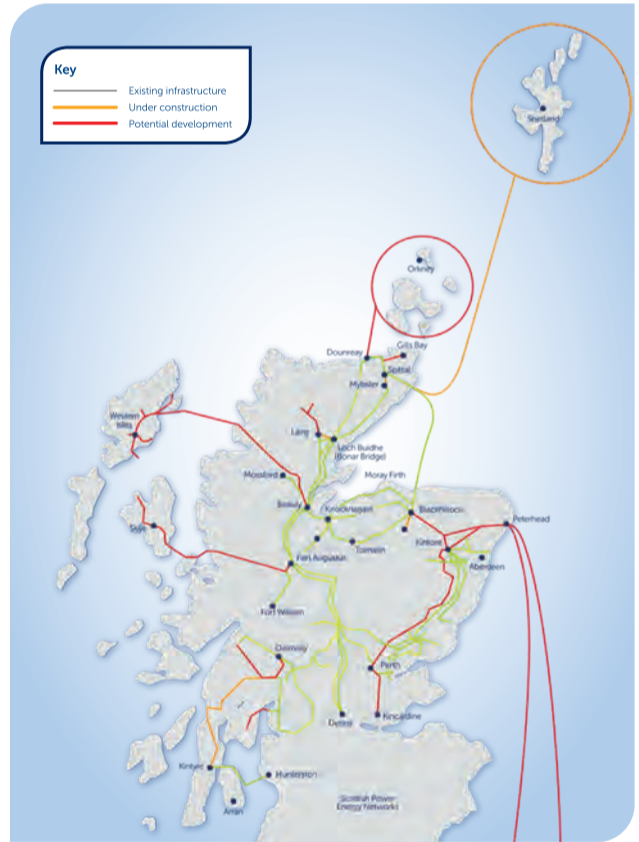 Key
Existing infrastructure
Under construction
Potential development
Shetland
Orkney
Gills Bay
Dounreay
Spittal
Mybster
Western
Isles
Lairg
Loch Buidhe
(Bonar Bridge)
Mossford
Moray Firth
Beauly
Knocknagael
Blackhillock
Peterhead
Skye
Tomatin
Kintore
Fort Augustus
Aberdeen
Fort William
Dalmally
Perth
Denny
Kincardine
Kintyre
Hunterston
Arran
Scottish Power
Energy Networks